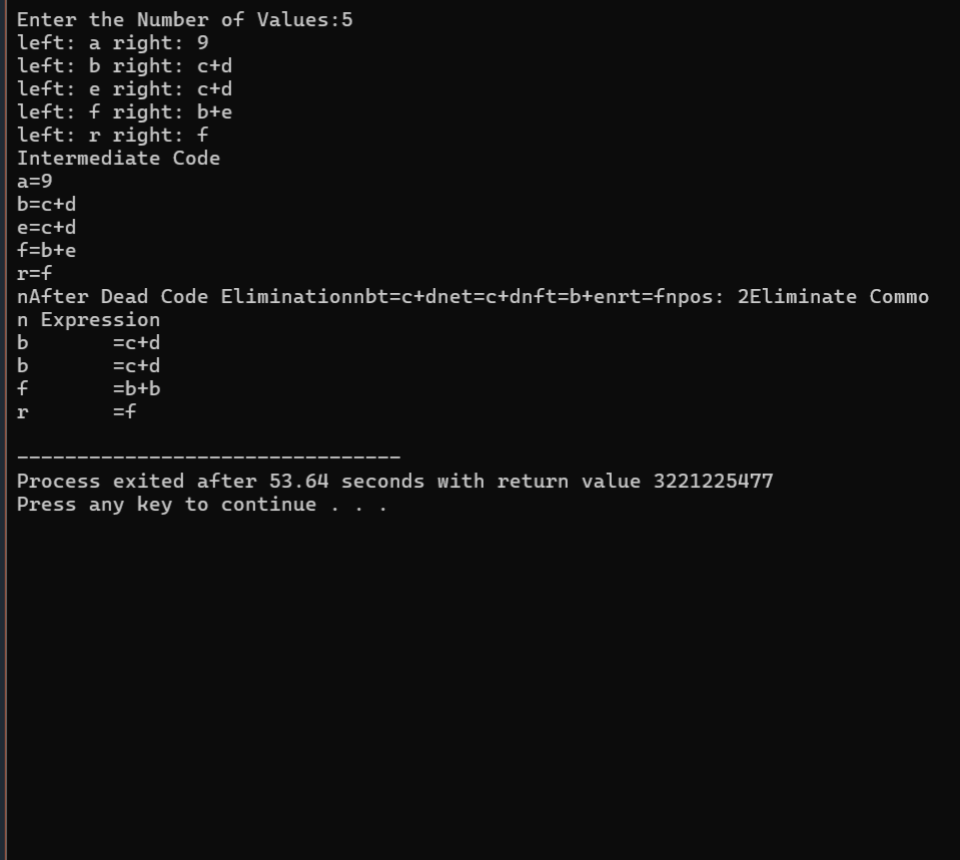 Enter the Number of Values:5
left: a right: 9
left: b right: c+d
left: e right: c+d
left: f right: b+e
left: r right: f
Intermediate Code
a=9
b=c+d
e=c+d
f=b+e
r=f
nAfter Dead Code Eliminationnbt=c+dnet=c+dnft=b+enrt=fnpos: 2Eliminate Commo
n Expression
b       =c+d
b       =c+d
f       =b+b
r       =f
--------------------------------
Process exited after 53.64 seconds with return value 3221225477
Press any key to continue . . .